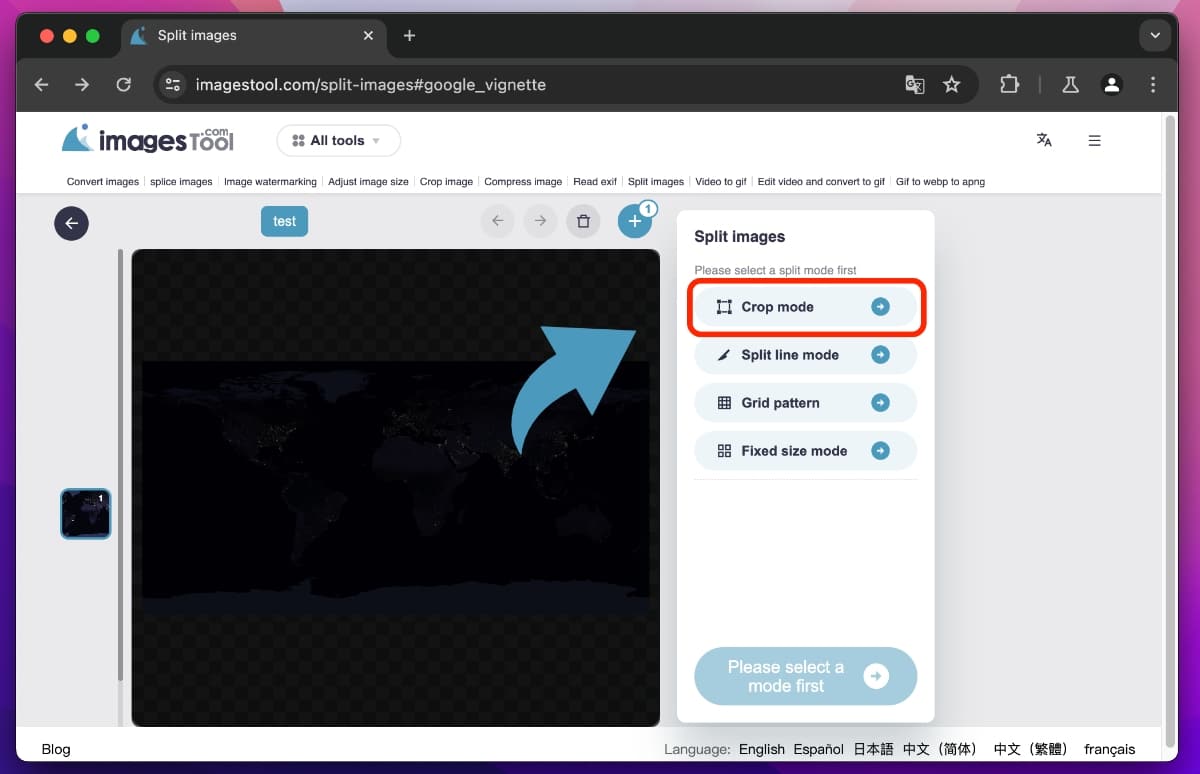 Split images
imagestool.com/split-images#google_vignette
imagesTool.com
All tools
Convert images splice images Image watermarking Adjust image size Crop image Compress image Read exif Split images Video to gif Edit video and convert to gif Gif to webp to apng
test
1
Split images
Please select a split mode first
Crop mode
Split line mode
Grid pattern
Fixed size mode
1
Please select a
mode first
Blog
Language: English Español 日本語 中文（简体） 中文（繁體） français